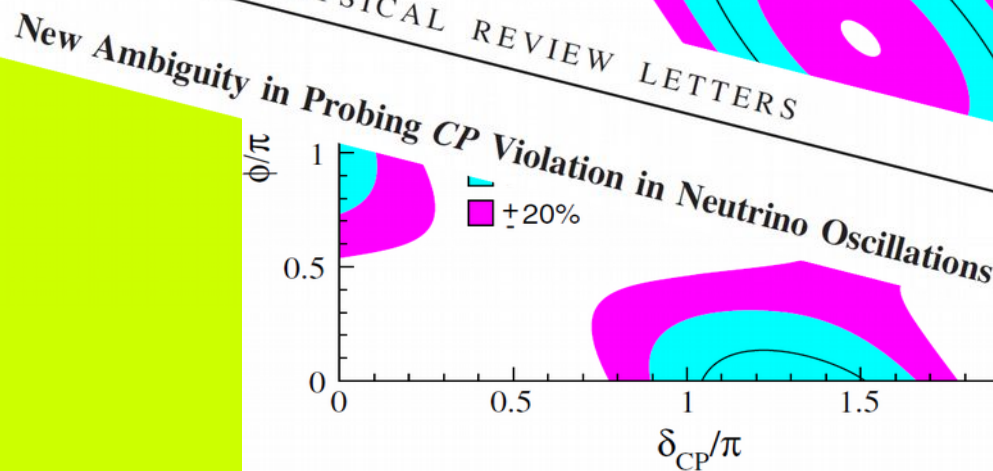 REVIEW LETTERS
New Ambiguity in Probing CP Violation in Neutrino Oscillations
ϕ/π
1
+
- 20%
0.5
0
0 0.5 1 1.5
δCP/π